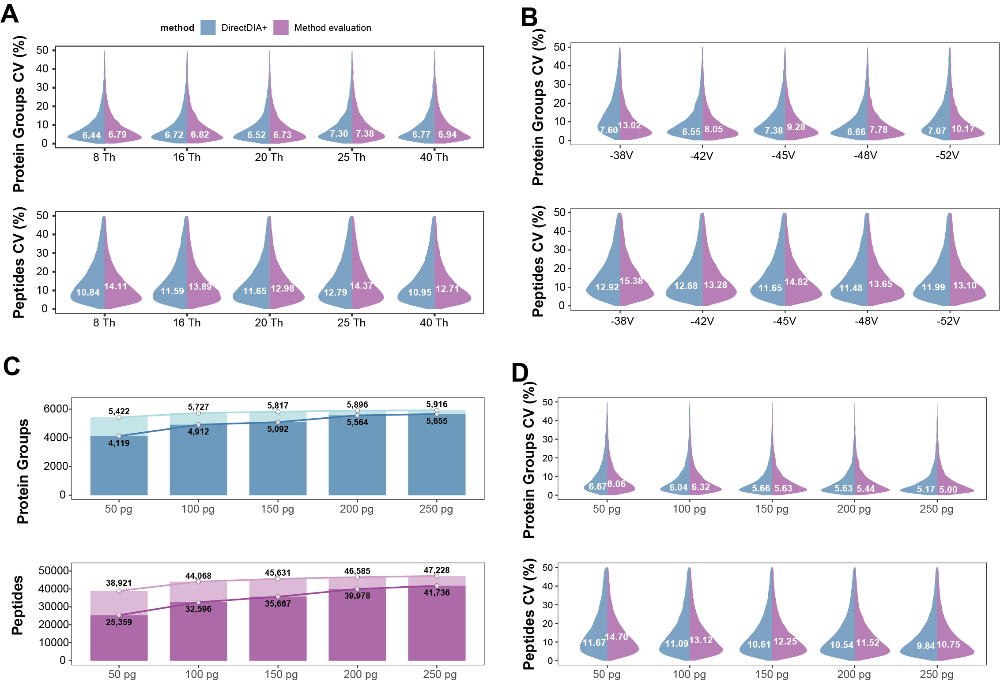 A
method DirectDIA+ Method evaluation
Protein Groups CV (%)
50
40
30
20
10
0
6.44 6.79 6.72 6.82 6.52 6.73 7.30 7.38 6.77 6.94
8 Th 16 Th 20 Th 25 Th 40 Th
Peptides CV (%)
50
40
30
20
10
0
10.84 14.11 11.59 13.89 11.65 12.98 12.79 14.37 10.95 12.71
8 Th 16 Th 20 Th 25 Th 40 Th
B
Protein Groups CV (%)
50
40
30
20
10
0
7.60 13.02 6.55 8.05 7.38 9.28 6.66 7.78 7.07 10.17
-38V -42V -45V -48V -52V
Peptides CV (%)
50
40
30
20
10
0
12.92 15.38 12.68 13.28 11.65 14.82 11.48 13.65 11.99 13.10
-38V -42V -45V -48V -52V
C
Protein Groups
6000
4000
2000
0
5,422 5,727 5,817 5,896 5,916
4,119 4,912 5,092 5,564 5,655
50 pg 100 pg 150 pg 200 pg 250 pg
Peptides
50000
40000
30000
20000
10000
0
38,921 44,068 45,631 46,585 47,228
25,359 32,596 35,667 39,978 41,736
50 pg 100 pg 150 pg 200 pg 250 pg
D
Protein Groups CV (%)
50
40
30
20
10
0
6.67 8.06 6.04 6.32 5.66 5.63 5.63 5.44 5.17 5.00
50 pg 100 pg 150 pg 200 pg 250 pg
Peptides CV (%)
50
40
30
20
10
0
11.67 14.70 11.09 13.12 10.61 12.25 10.54 11.52 9.84 10.75
50 pg 100 pg 150 pg 200 pg 250 pg